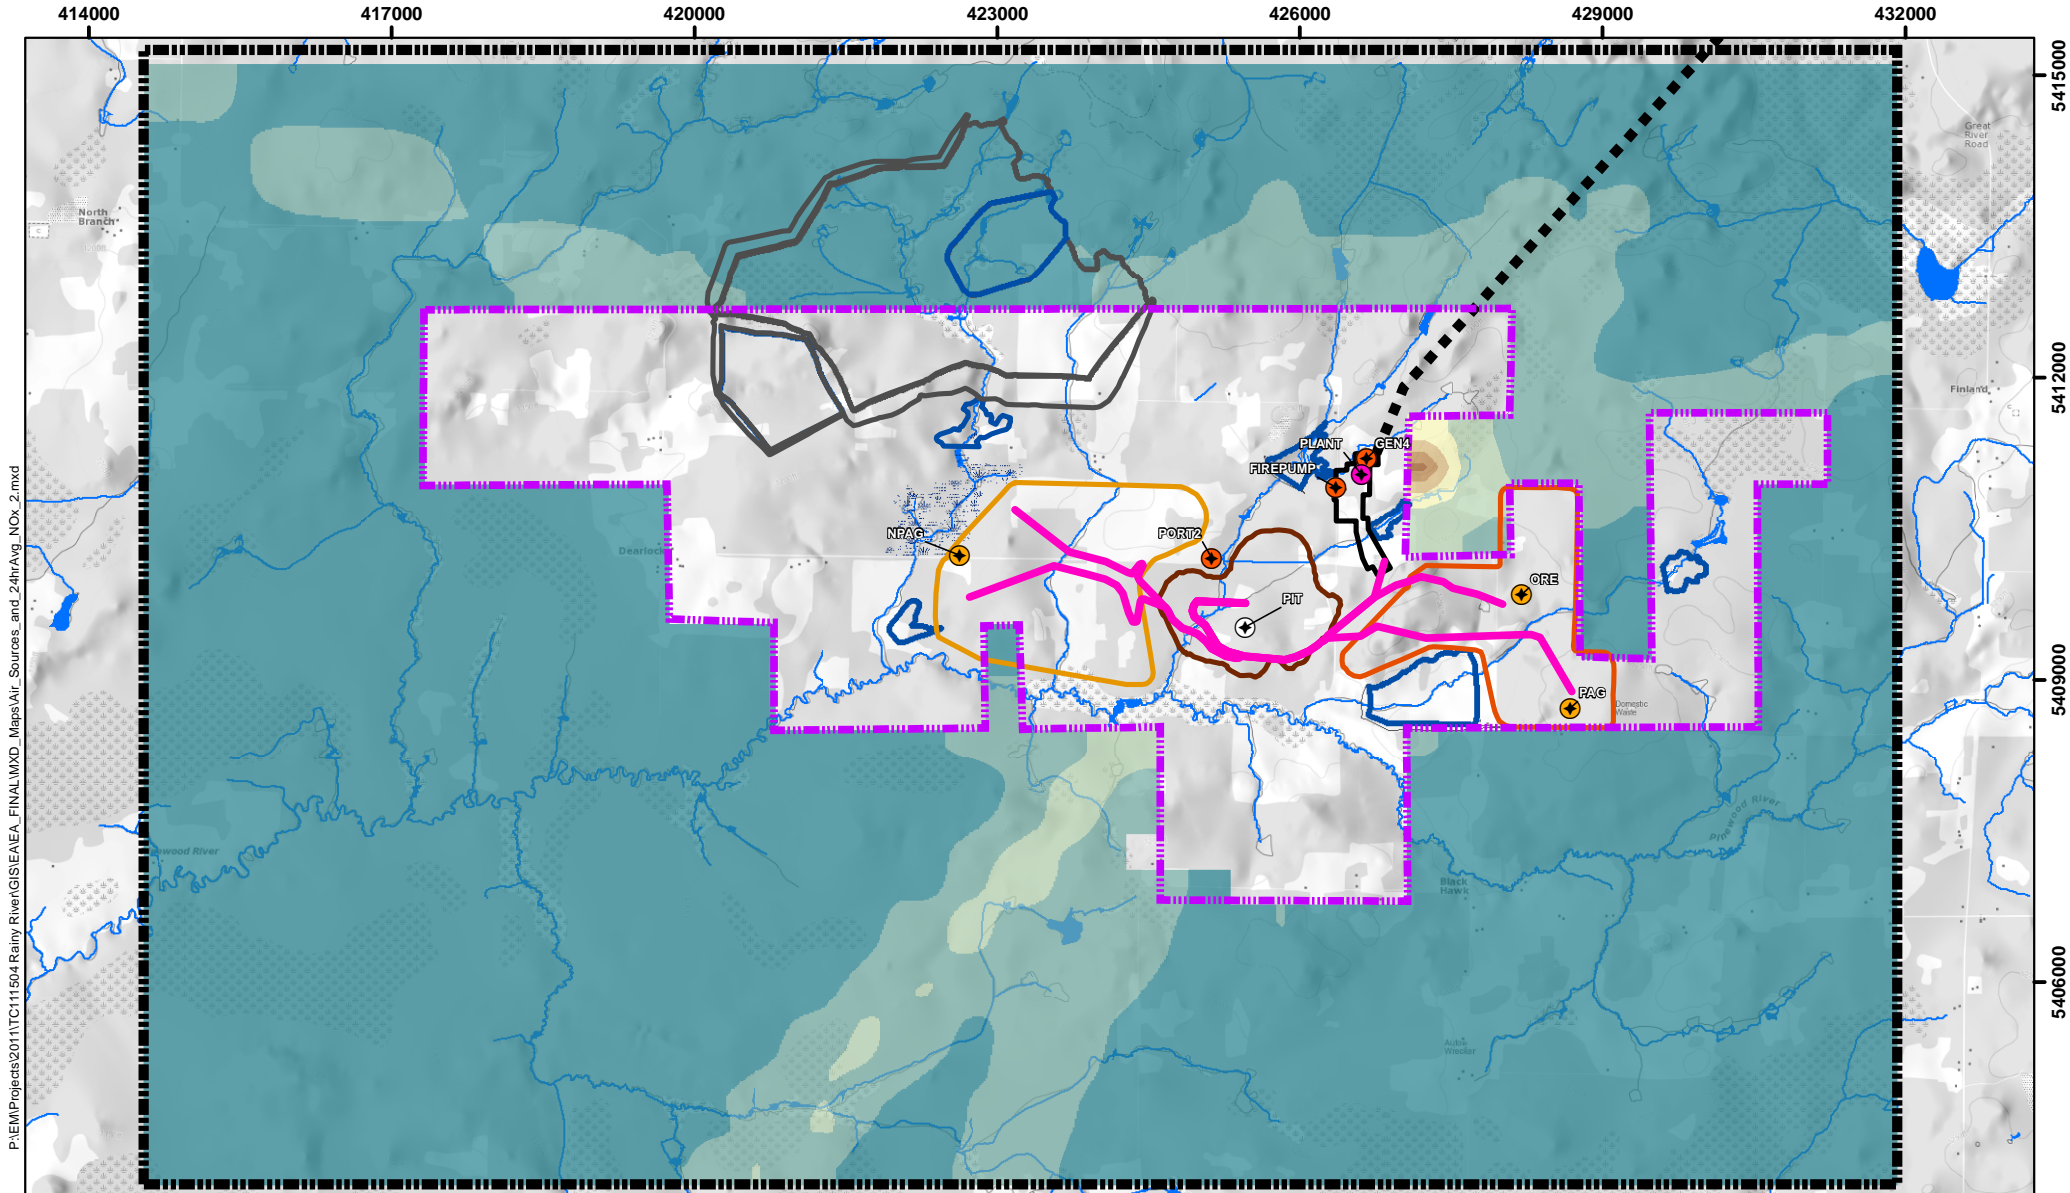 414000 417000 420000 423000 426000 429000 432000
5415000
Great
River
Road
North
Branch
5412000
Finland
PLANT GEN4
FIREPUMP
NPAG PORT2
Dearlock
ORE
PIT
PAG
Domestic
Waste
5409000
Pinewood River
Black
Hawk
5406000
P:\EM\Projects\2011\TC111504 Rainy River\GIS\EA\EA_FINAL\MXD_Maps\Air_Sources_and_24hrAvg_NOx_2.mxd